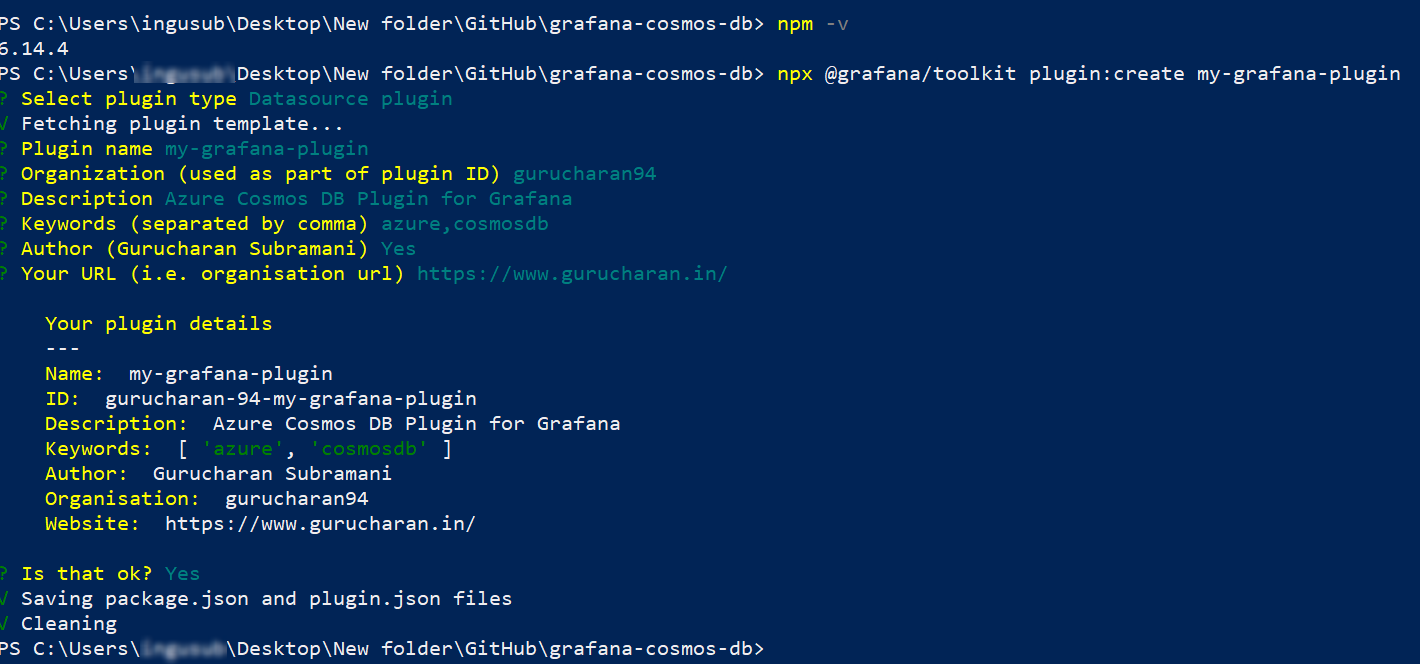 PS C:\Users\ingusub\Desktop\New folder\GitHub\grafana-cosmos-db> npm -v
6.14.4
PS C:\Users\ \Desktop\New folder\GitHub\grafana-cosmos-db> npx @grafana/toolkit plugin:create my-grafana-plugin
? Select plugin type Datasource plugin
√ Fetching plugin template...
? Plugin name my-grafana-plugin
? Organization (used as part of plugin ID) gurucharan94
? Description Azure Cosmos DB Plugin for Grafana
? Keywords (separated by comma) azure,cosmosdb
? Author (Gurucharan Subramani) Yes
? Your URL (i.e. organisation url) https://www.gurucharan.in/
Your plugin details
---
Name: my-grafana-plugin
ID: gurucharan-94-my-grafana-plugin
Description: Azure Cosmos DB Plugin for Grafana
Keywords: [ 'azure', 'cosmosdb' ]
Author: Gurucharan Subramani
Organisation: gurucharan94
Website: https://www.gurucharan.in/
? Is that ok? Yes
√ Saving package.json and plugin.json files
√ Cleaning
PS C:\Users\ \Desktop\New folder\GitHub\grafana-cosmos-db>